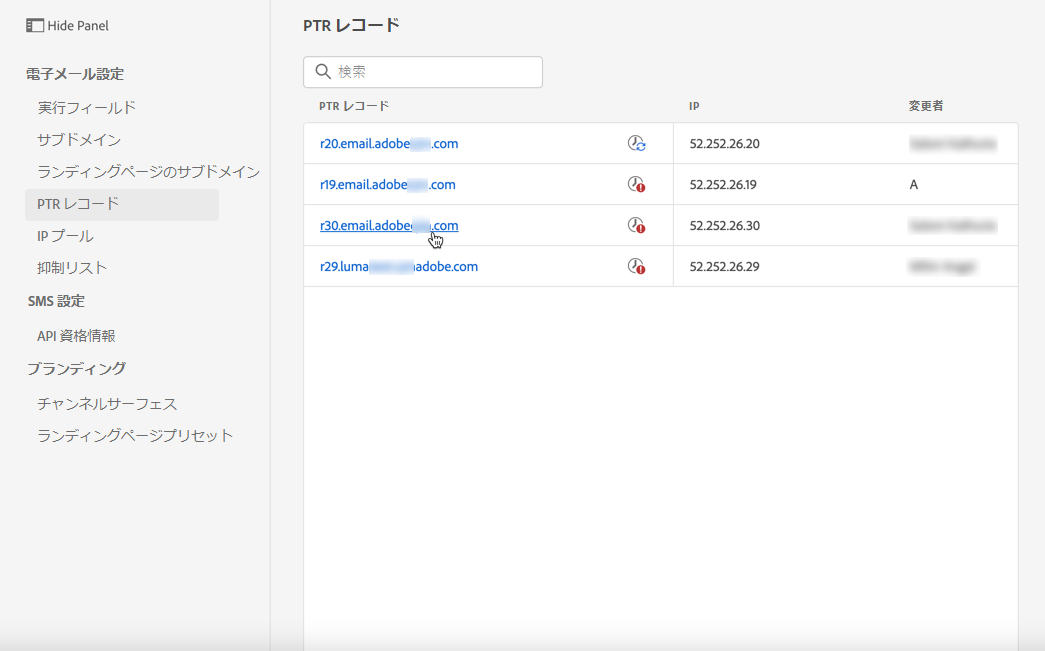 Hide Panel
電子メール設定
実行フィールド
サブドメイン
ランディングページのサブドメイン
PTR レコード
IP プール
抑制リスト
SMS 設定
API 資格情報
ブランディング
チャンネルサーフェス
ランディングページプリセット
PTR レコード
検索
PTR レコード IP 変更者
r20.email.adobe .com 52.252.26.20
r19.email.adobe .com 52.252.26.19 A
r30.email.adobe .com 52.252.26.30
r29.luma adobe.com 52.252.26.29